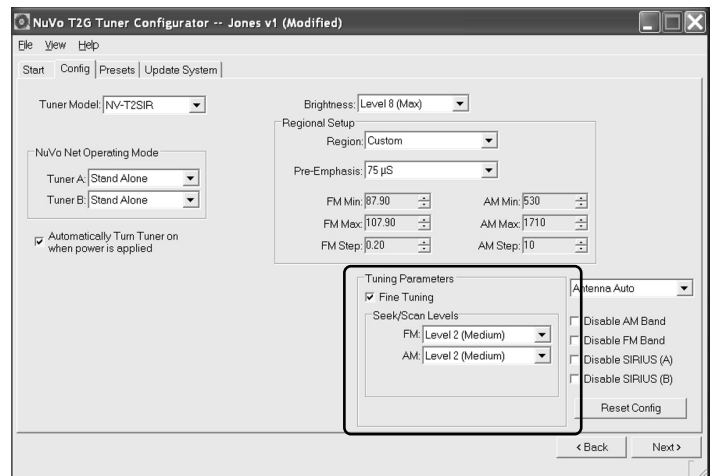 NuVo T2G Tuner Configurator -- Jones v1 (Modified)
File View Help
Start Config Presets Update System
Tuner Model: NV-T2SIR
Brightness: Level 8 (Max)
Regional Setup
Region: Custom
Pre-Emphasis: 75 µS
NuVo Net Operating Mode
Tuner A: Stand Alone
Tuner B: Stand Alone
FM Min: 87.90 AM Min: 530
FM Max: 107.90 AM Max: 1710
FM Step: 0.20 AM Step: 10
Automatically Turn Tuner on
when power is applied
Tuning Parameters
Fine Tuning
Seek/Scan Levels
FM: Level 2 (Medium)
AM: Level 2 (Medium)
Antenna Auto
Disable AM Band
Disable FM Band
Disable SIRIUS (A)
Disable SIRIUS (B)
Reset Config
< Back Next >